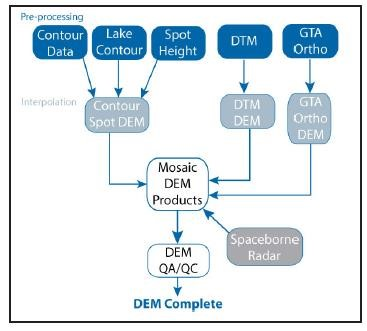 Pre-processing
Contour
Data
Lake
Contour
Spot
Height
DTM
GTA
Ortho
Interpolation
Contour
Spot DEM
DTM
DEM
GTA
Ortho
DEM
Mosaic
DEM
Products
Spaceborne
Radar
DEM
QA/QC
DEM Complete